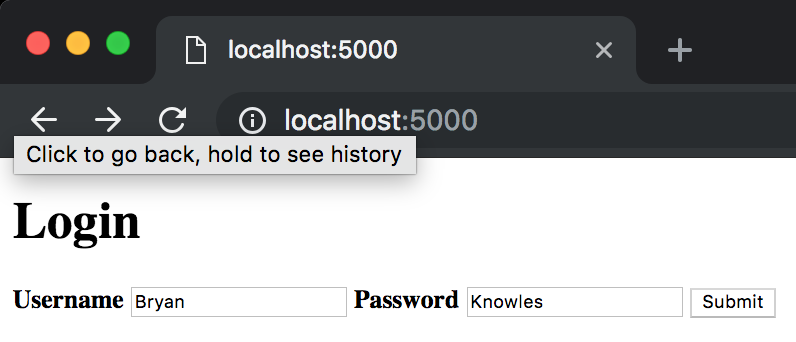 localhost:5000
localhost:5000
Click to go back, hold to see history
Login
Username Bryan Password Knowles Submit